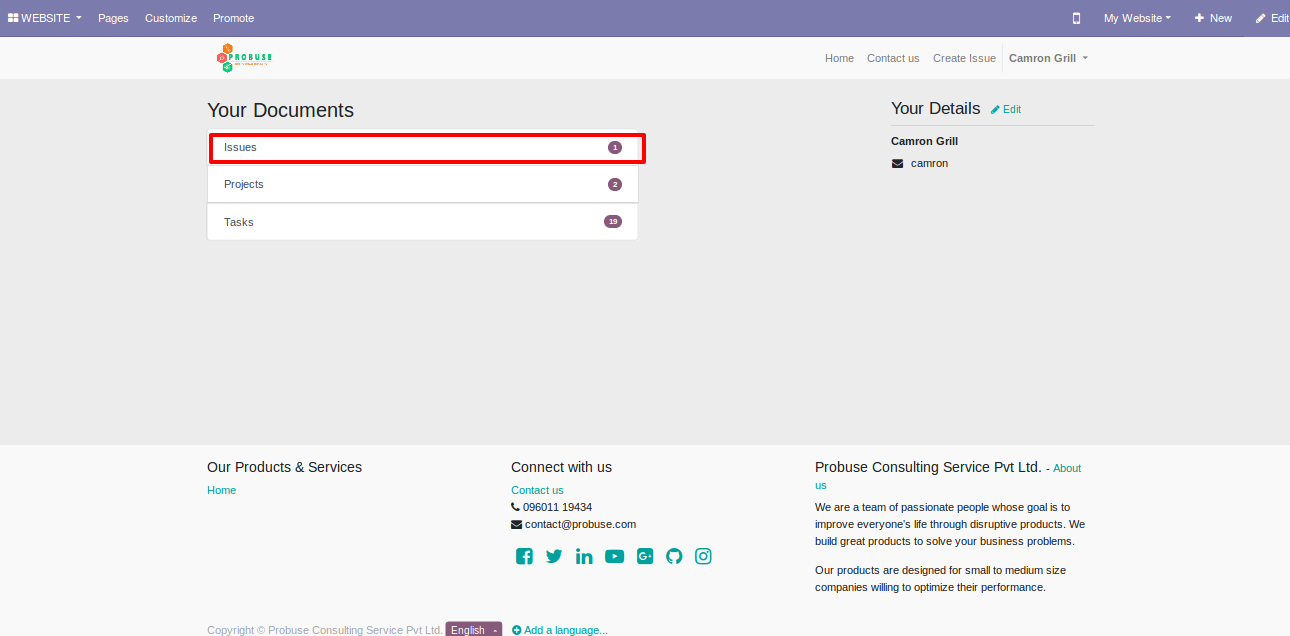 WEBSITE Pages Customize Promote My Website New Edit
PROBUSE
Home Contact us Create Issue Camron Grill
Your Documents
Issues 1
Projects 2
Tasks 19
Your Details Edit
Camron Grill
camron
Our Products & Services
Home
Connect with us
Contact us
096011 19434
contact@probuse.com
Probuse Consulting Service Pvt Ltd. - About
us
We are a team of passionate people whose goal is to
improve everyone's life through disruptive products. We
build great products to solve your business problems.
Our products are designed for small to medium size
companies willing to optimize their performance.
Copyright © Probuse Consulting Service Pvt Ltd. English Add a language...